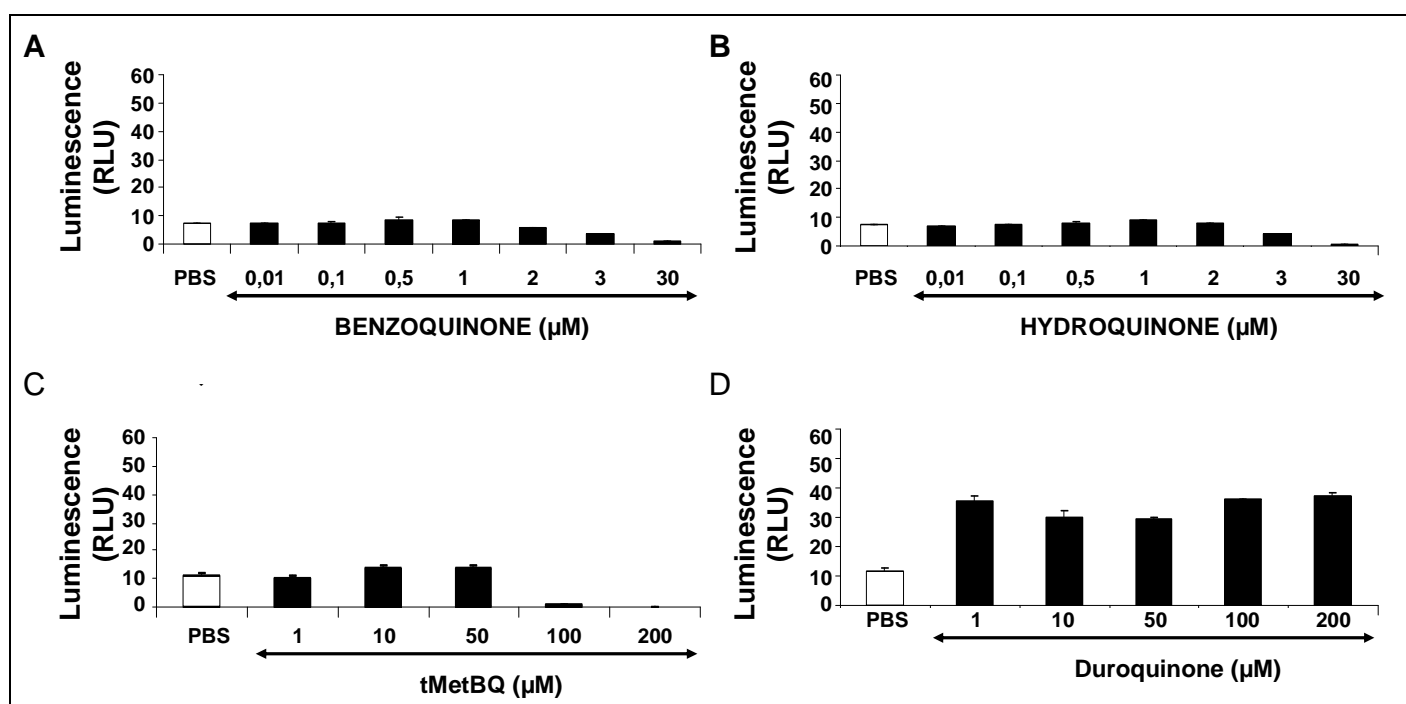 A
Luminescence
(RLU)
60
50
40
30
20
10
0
PBS 0,01 0,1 0,5 1 2 3 30
BENZOQUINONE (µM)
B
Luminescence
(RLU)
60
50
40
30
20
10
0
PBS 0,01 0,1 0,5 1 2 3 30
HYDROQUINONE (µM)
C
Luminescence
(RLU)
60
50
40
30
20
10
0
PBS 1 10 50 100 200
tMetBQ (µM)
D
Luminescence
(RLU)
60
50
40
30
20
10
0
PBS 1 10 50 100 200
Duroquinone (µM)